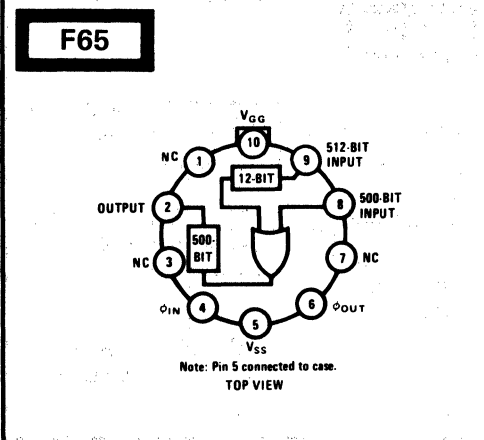 F65
VGG
10
NC 1
9 512-BIT INPUT
12-BIT
OUTPUT 2
8 500-BIT INPUT
500-BIT
NC 3
7 NC
ϕIN 4
6 ϕOUT
5
VSS
Note: Pin 5 connected to case.
TOP VIEW